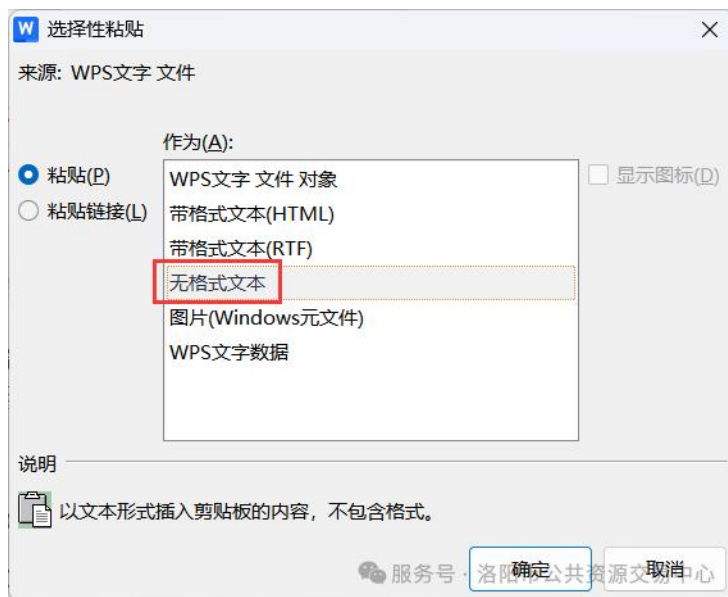 W 选择性粘贴
来源: WPS文字 文件
作为(A):
粘贴(P)
粘贴链接(L)
WPS文字 文件 对象
带格式文本(HTML)
带格式文本(RTF)
无格式文本
图片(Windows元文件)
WPS文字数据
显示图标(D)
说明
以文本形式插入剪贴板的内容，不包含格式。
确定
取消
服务号 · 洛阳市公共资源交易中心